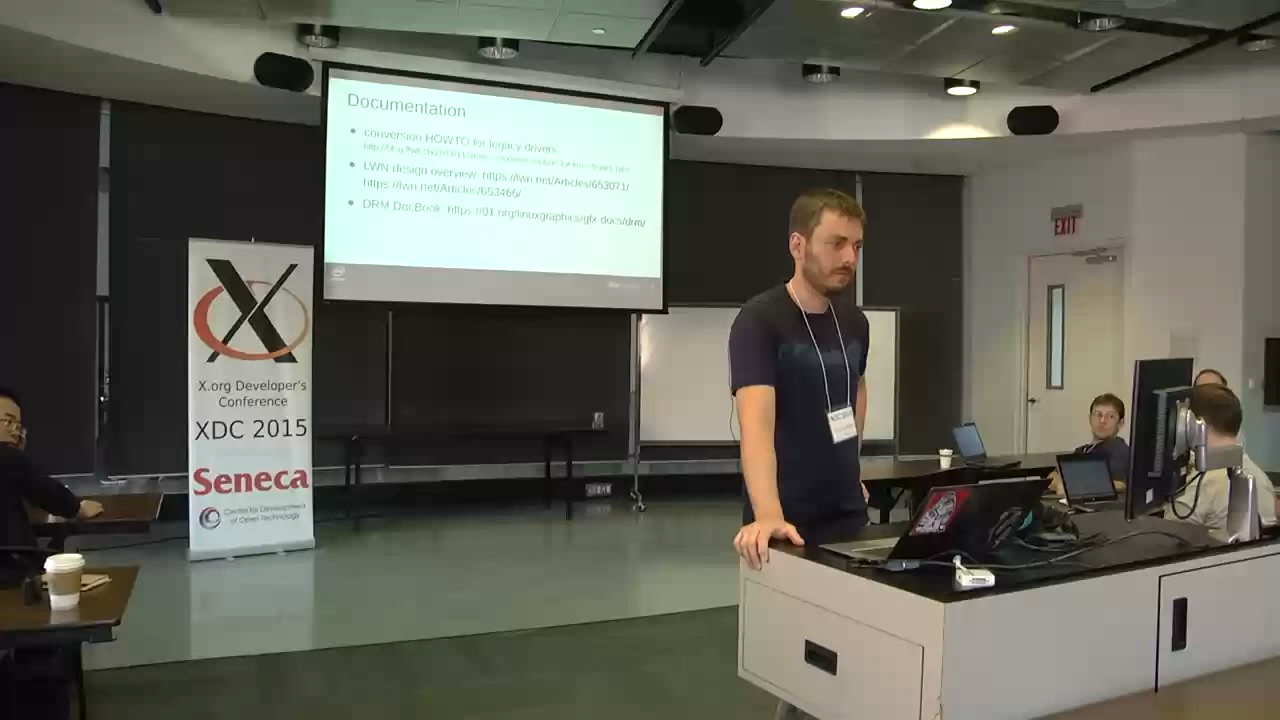 Documentation
conversion HOWTO for legacy drivers:
LWN design overview: https://lwn.net/Articles/653071/
https://lwn.net/Articles/653466/
DRM DocBook: https://01.org/linuxgraphics/gfx-docs/drm/
EXIT
X.org Developer's
Conference
XDC 2015
Seneca
Centre for Development
of Open Technology